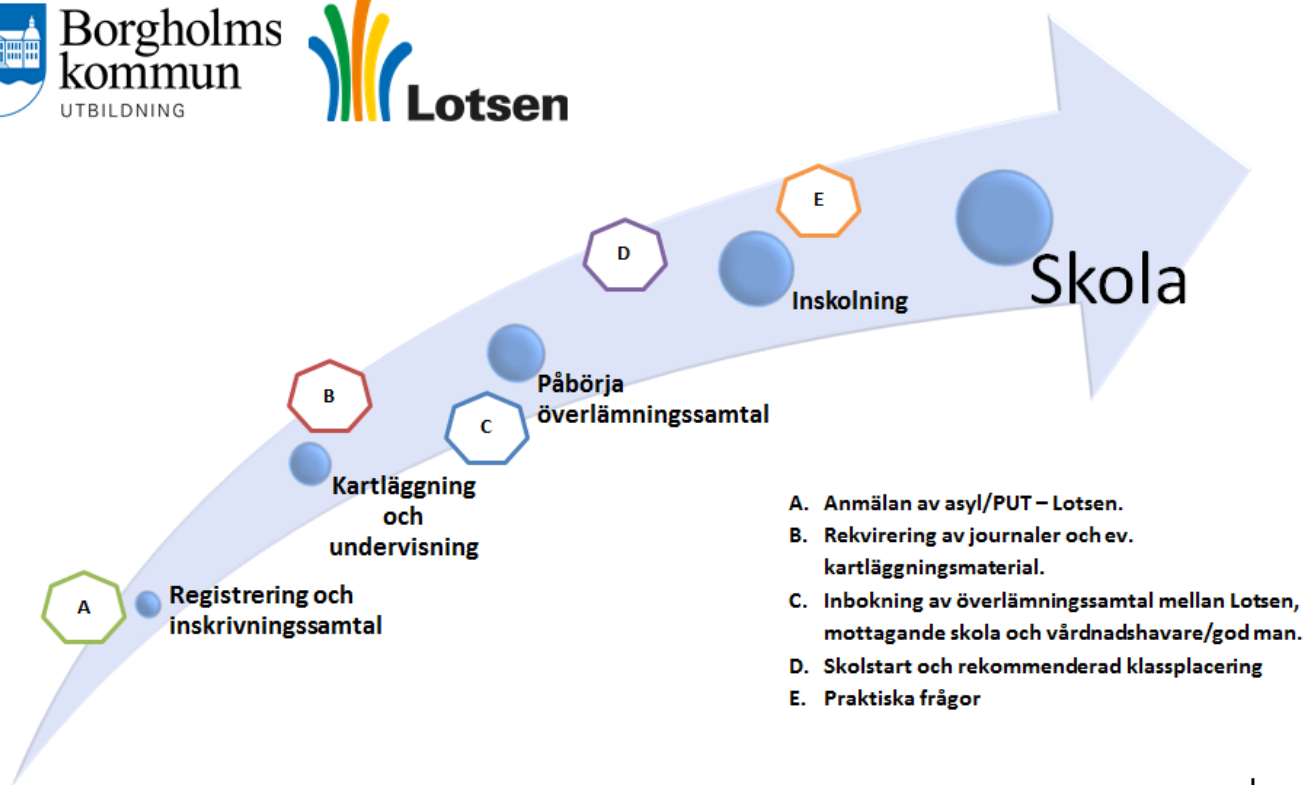 Borgholms
kommun
UTBILDNING
Lotsen
E
D
Skola
Inskolning
B
Påbörja
överlämningssamtal
C
Kartläggning
och
undervisning
A
Registrering och
inskrivningssamtal
A. Anmälan av asyl/PUT – Lotsen.
B. Rekvirering av journaler och ev.
kartläggningsmaterial.
C. Inbokning av överlämningssamtal mellan Lotsen,
mottagande skola och vårdnadshavare/god man.
D. Skolstart och rekommenderad klassplacering
E. Praktiska frågor